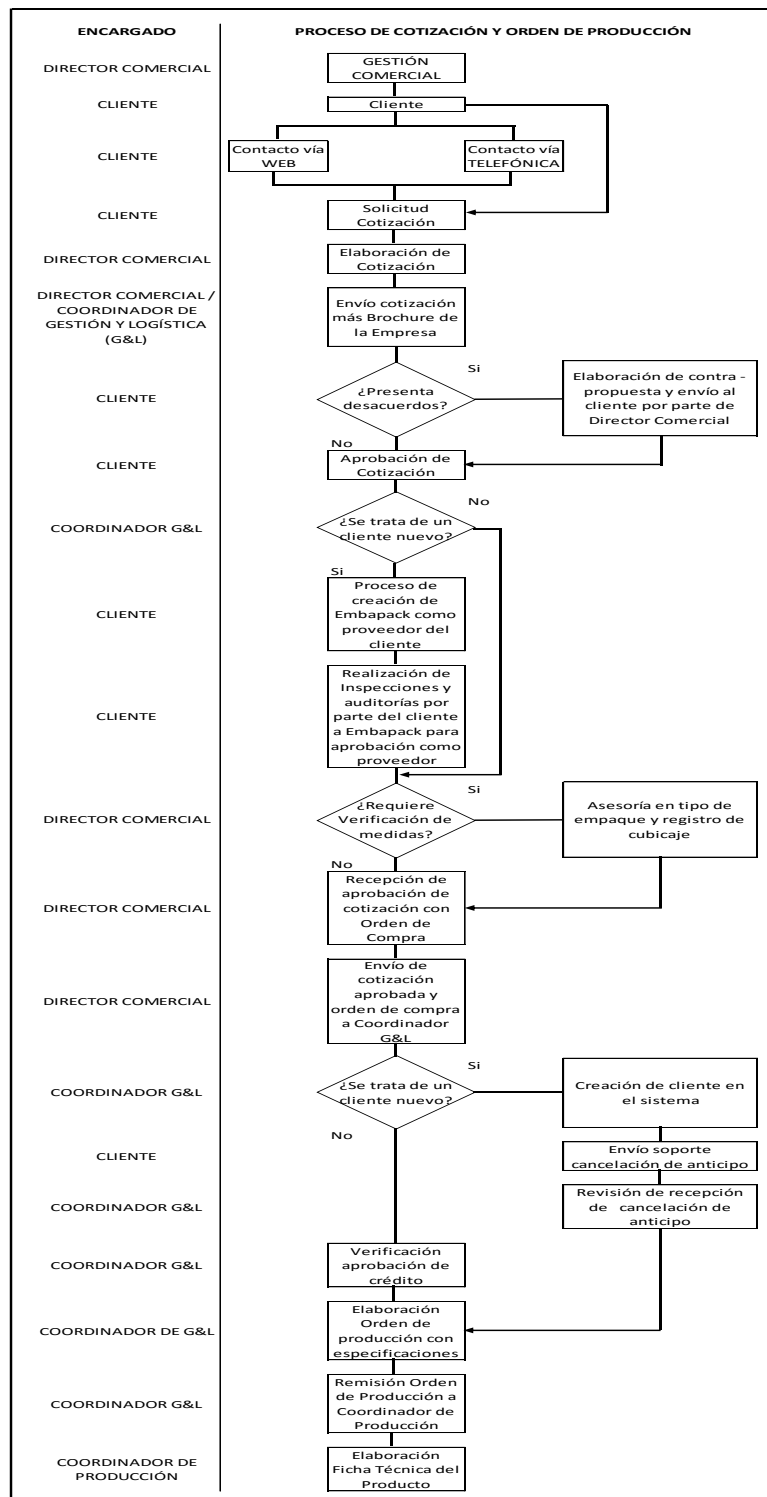 ENCARGADO
PROCESO DE COTIZACIÓN Y ORDEN DE PRODUCCIÓN
DIRECTOR COMERCIAL
GESTIÓN
COMERCIAL
CLIENTE
Cliente
CLIENTE
Contacto vía
WEB
Contacto vía
TELEFÓNICA
CLIENTE
Solicitud
Cotización
DIRECTOR COMERCIAL
Elaboración de
Cotización
DIRECTOR COMERCIAL /
COORDINADOR DE
GESTIÓN Y LOGÍSTICA
(G&L)
Envío cotización
más Brochure de
la Empresa
CLIENTE
¿Presenta
desacuerdos?
Si
Elaboración de contra -
propuesta y envío al
cliente por parte de
Director Comercial
No
CLIENTE
Aprobación de
Cotización
COORDINADOR G&L
¿Se trata de un
cliente nuevo?
No
Si
CLIENTE
Proceso de
creación de
Embapack como
proveedor del
cliente
CLIENTE
Realización de
Inspecciones y
auditorías por
parte del cliente
a Embapack para
aprobación como
proveedor
DIRECTOR COMERCIAL
¿Requiere
Verificación de
medidas?
Si
Asesoría en tipo de
empaque y registro de
cubicaje
No
DIRECTOR COMERCIAL
Recepción de
aprobación de
cotización con
Orden de
Compra
DIRECTOR COMERCIAL
Envío de
cotización
aprobada y
orden de compra
a Coordinador
G&L
COORDINADOR G&L
¿Se trata de un
cliente nuevo?
Si
Creación de cliente en
el sistema
No
CLIENTE
Envío soporte
cancelación de anticipo
COORDINADOR G&L
Revisión de recepción
de cancelación de
anticipo
COORDINADOR G&L
Verificación
aprobación de
crédito
COORDINADOR DE G&L
Elaboración
Orden de
producción con
especificaciones
COORDINADOR G&L
Remisión Orden
de Producción a
Coordinador de
Producción
COORDINADOR DE
PRODUCCIÓN
Elaboración
Ficha Técnica del
Producto